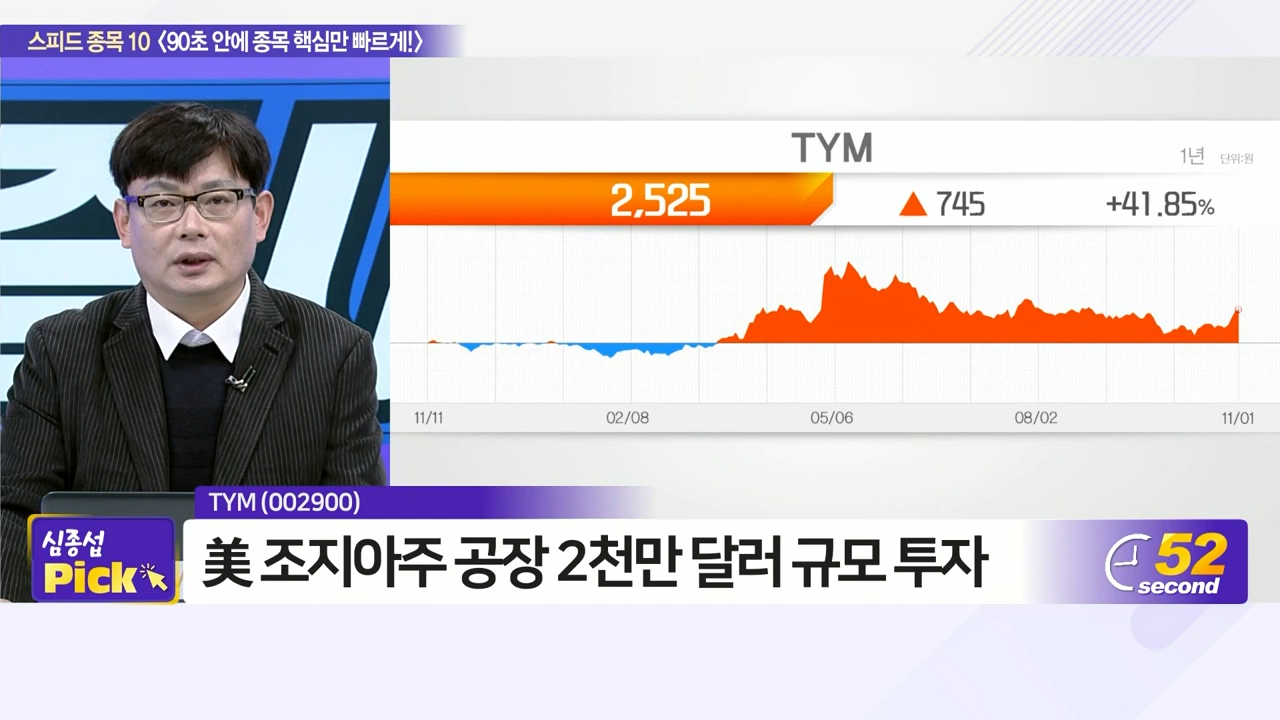 스피드 종목 10 〈90초 안에 종목 핵심만 빠르게!〉
TYM
1년 단위:원
2,525 ▲ 745 +41.85%
11/11 02/08 05/06 08/02 11/01
TYM (002900)
심종섭
Pick
美 조지아주 공장 2천만 달러 규모 투자
52
second